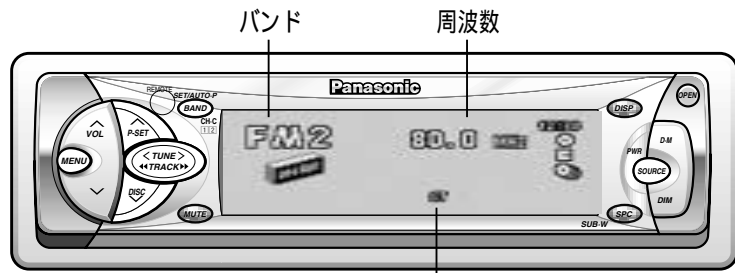 バンド 周波数
Panasonic
REMOTE SET/AUTO-P
BAND
OPEN
DISP
CH-C
1 2
VOL P-SET
FM2 80.0
D·M
MENU
< TUNE >
TRACK
PWR SOURCE
DISC
DIM
MUTE
SPC
SUB-W